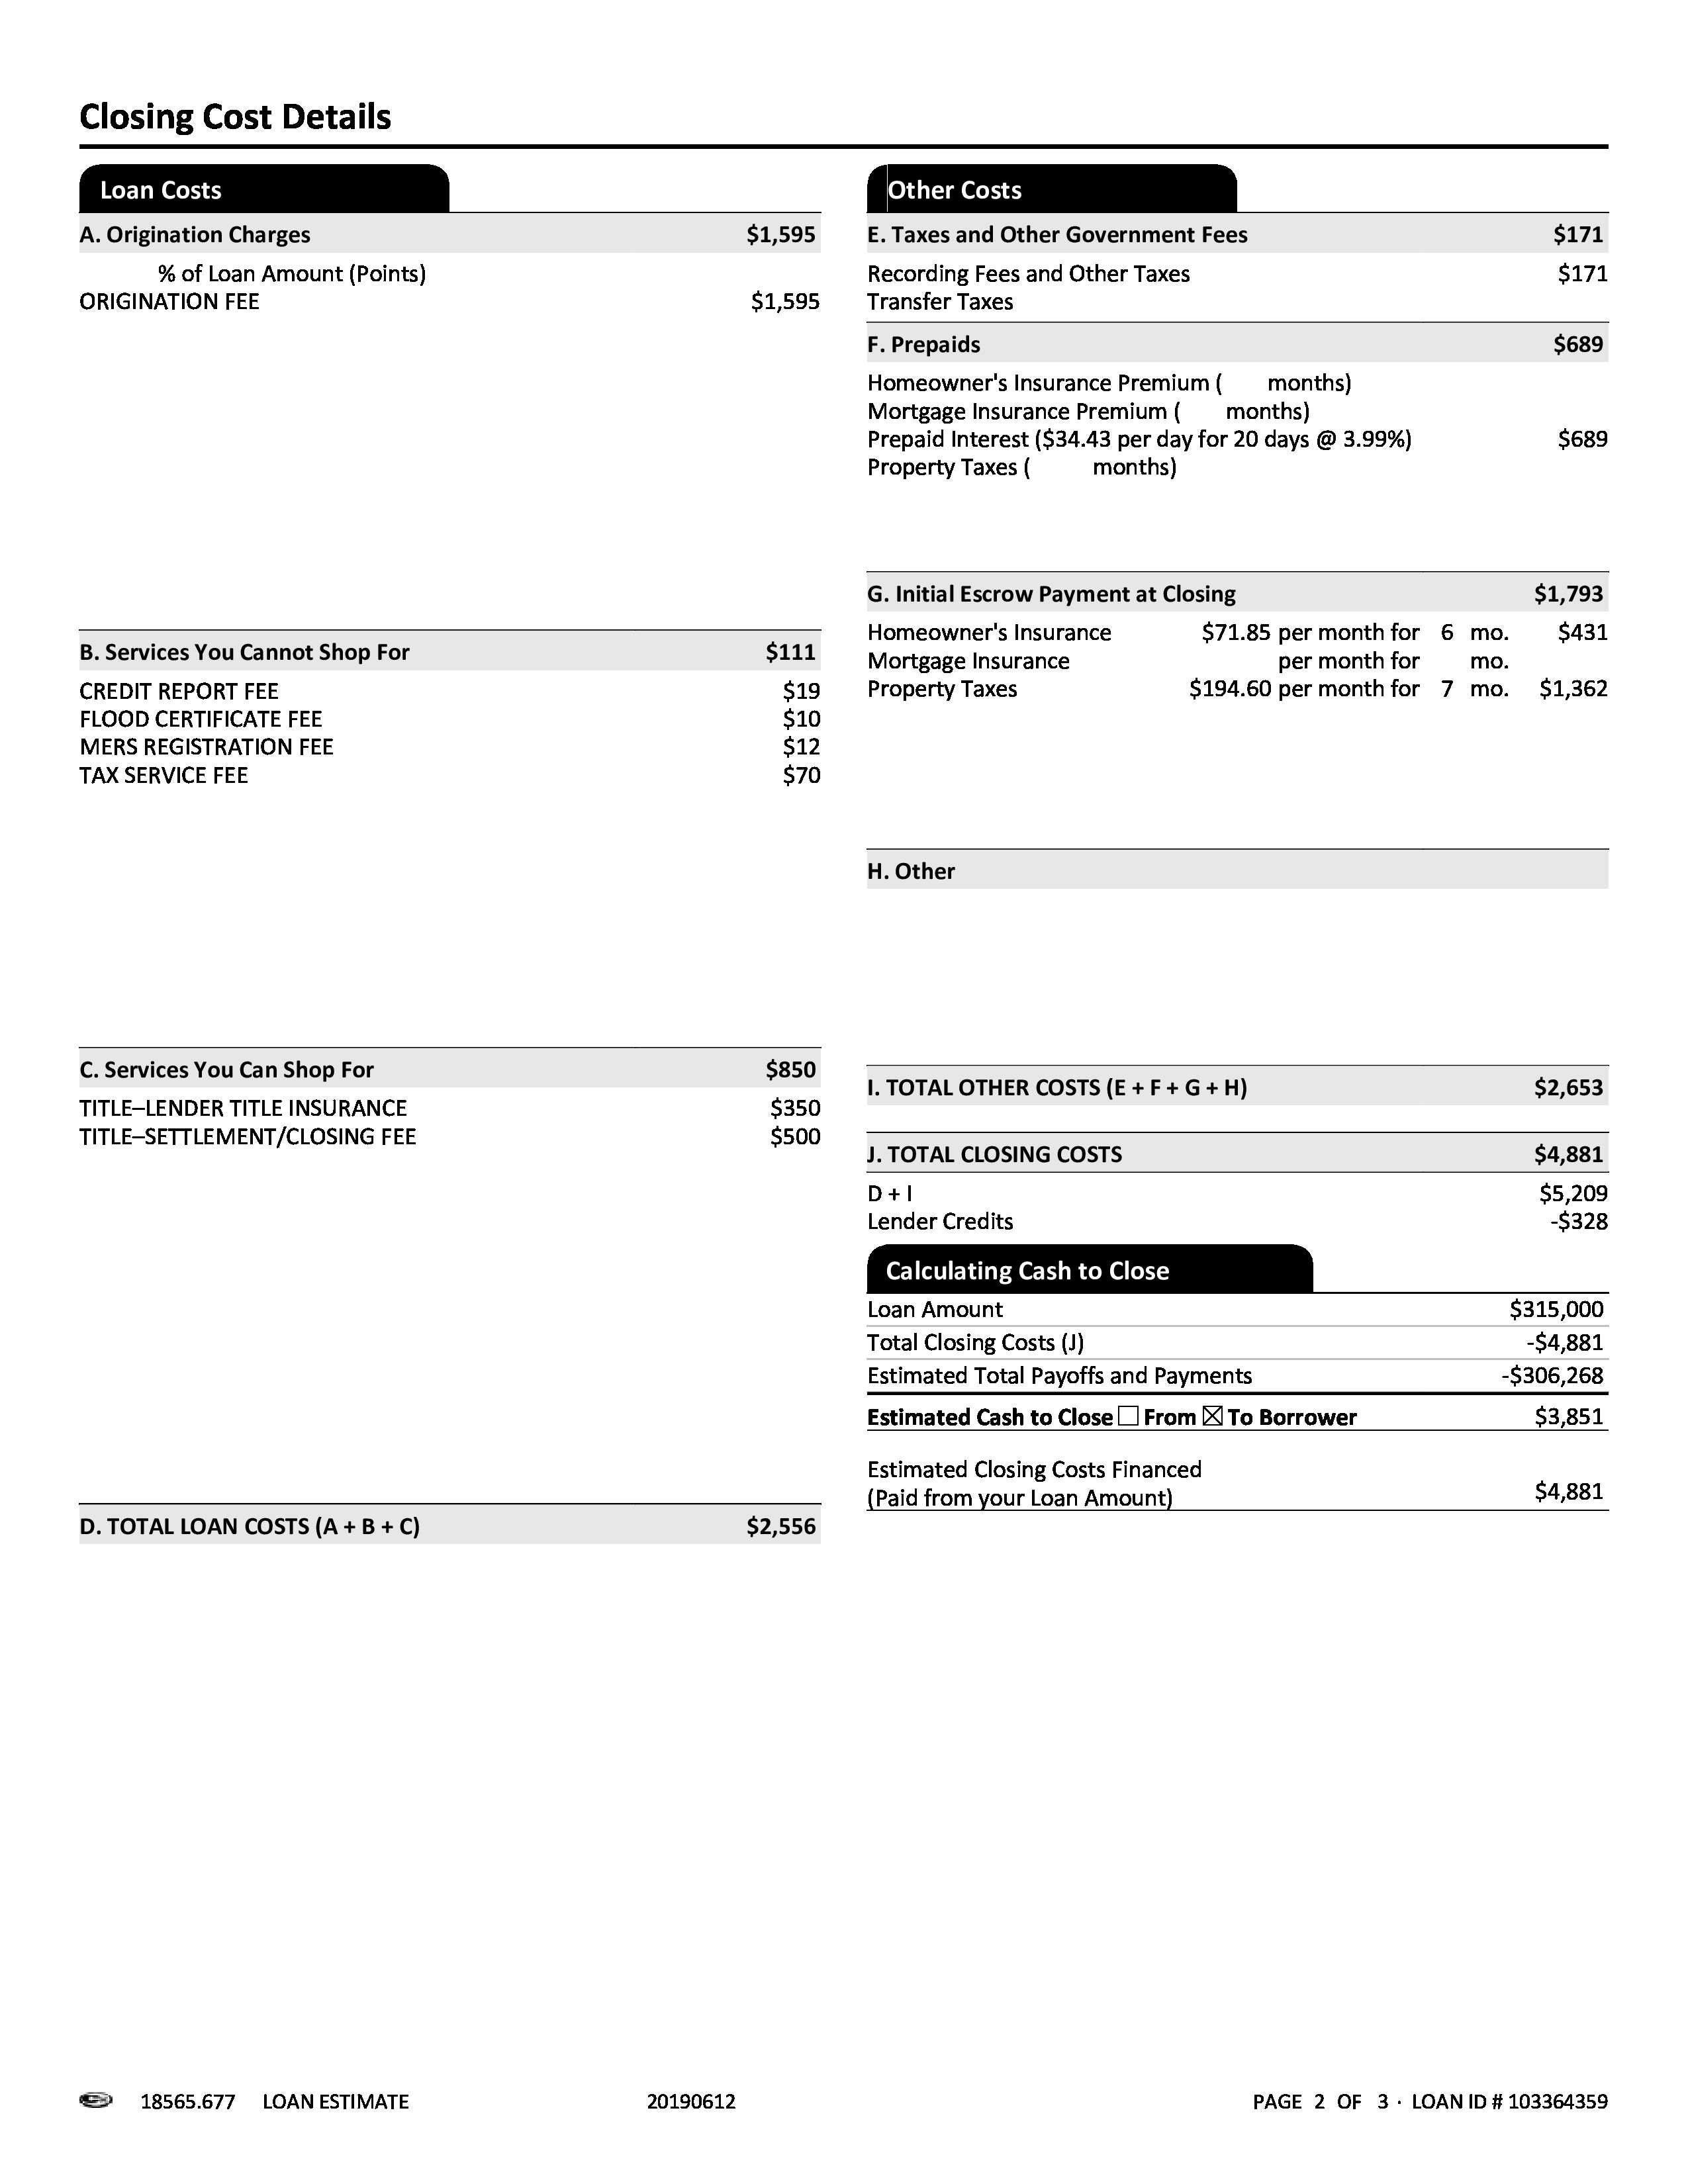 Closing Cost Details
Loan Costs
A. Origination Charges $1,595
% of Loan Amount (Points)
ORIGINATION FEE $1,595
B. Services You Cannot Shop For $111
CREDIT REPORT FEE $19
FLOOD CERTIFICATE FEE $10
MERS REGISTRATION FEE $12
TAX SERVICE FEE $70
C. Services You Can Shop For $850
TITLE–LENDER TITLE INSURANCE $350
TITLE–SETTLEMENT/CLOSING FEE $500
D. TOTAL LOAN COSTS (A + B + C) $2,556
Other Costs
E. Taxes and Other Government Fees $171
Recording Fees and Other Taxes $171
Transfer Taxes
F. Prepaids $689
Homeowner's Insurance Premium ( months)
Mortgage Insurance Premium ( months)
Prepaid Interest ($34.43 per day for 20 days @ 3.99%) $689
Property Taxes ( months)
G. Initial Escrow Payment at Closing $1,793
Homeowner's Insurance $71.85 per month for 6 mo. $431
Mortgage Insurance per month for mo.
Property Taxes $194.60 per month for 7 mo. $1,362
H. Other
I. TOTAL OTHER COSTS (E + F + G + H) $2,653
J. TOTAL CLOSING COSTS $4,881
D + I $5,209
Lender Credits -$328
Calculating Cash to Close
Loan Amount $315,000
Total Closing Costs (J) -$4,881
Estimated Total Payoffs and Payments -$306,268
Estimated Cash to Close ☐ From ☒ To Borrower $3,851
Estimated Closing Costs Financed
(Paid from your Loan Amount) $4,881
18565.677 LOAN ESTIMATE 20190612 PAGE 2 OF 3 · LOAN ID # 103364359